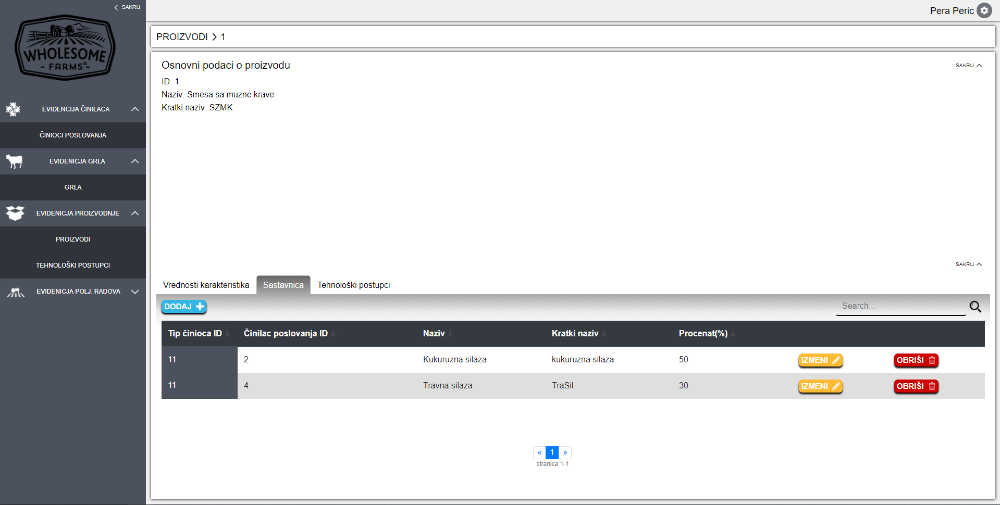 SAKRIJ
Pera Peric
WHOLESOME
- FARMS®-
PROIZVODI > 1
Osnovni podaci o proizvodu
SAKRIJ
ID: 1
Naziv: Smesa sa muzne krave
Kratki naziv: SZMK
EVIDENCIJA ČINILACA
ČINIOCI POSLOVANJA
EVIDENICJA GRLA
GRLA
EVIDENICJA PROIZVODNJE
PROIZVODI
TEHNOLOŠKI POSTUPCI
EVIDENICJA POLJ. RADOVA
SAKRIJ
Vrednosti karakteristika Sastavnica Tehnološki postupci
DODAJ Search...
Tip činioca ID Činilac poslovanja ID Naziv Kratki naziv Procenat(%)
11 2 Kukuruzna silaza kukuruzna silaza 50 IZMENI OBRIŠI
11 4 Travna silaza TraSil 30 IZMENI OBRIŠI
« 1 »
stranica 1-1